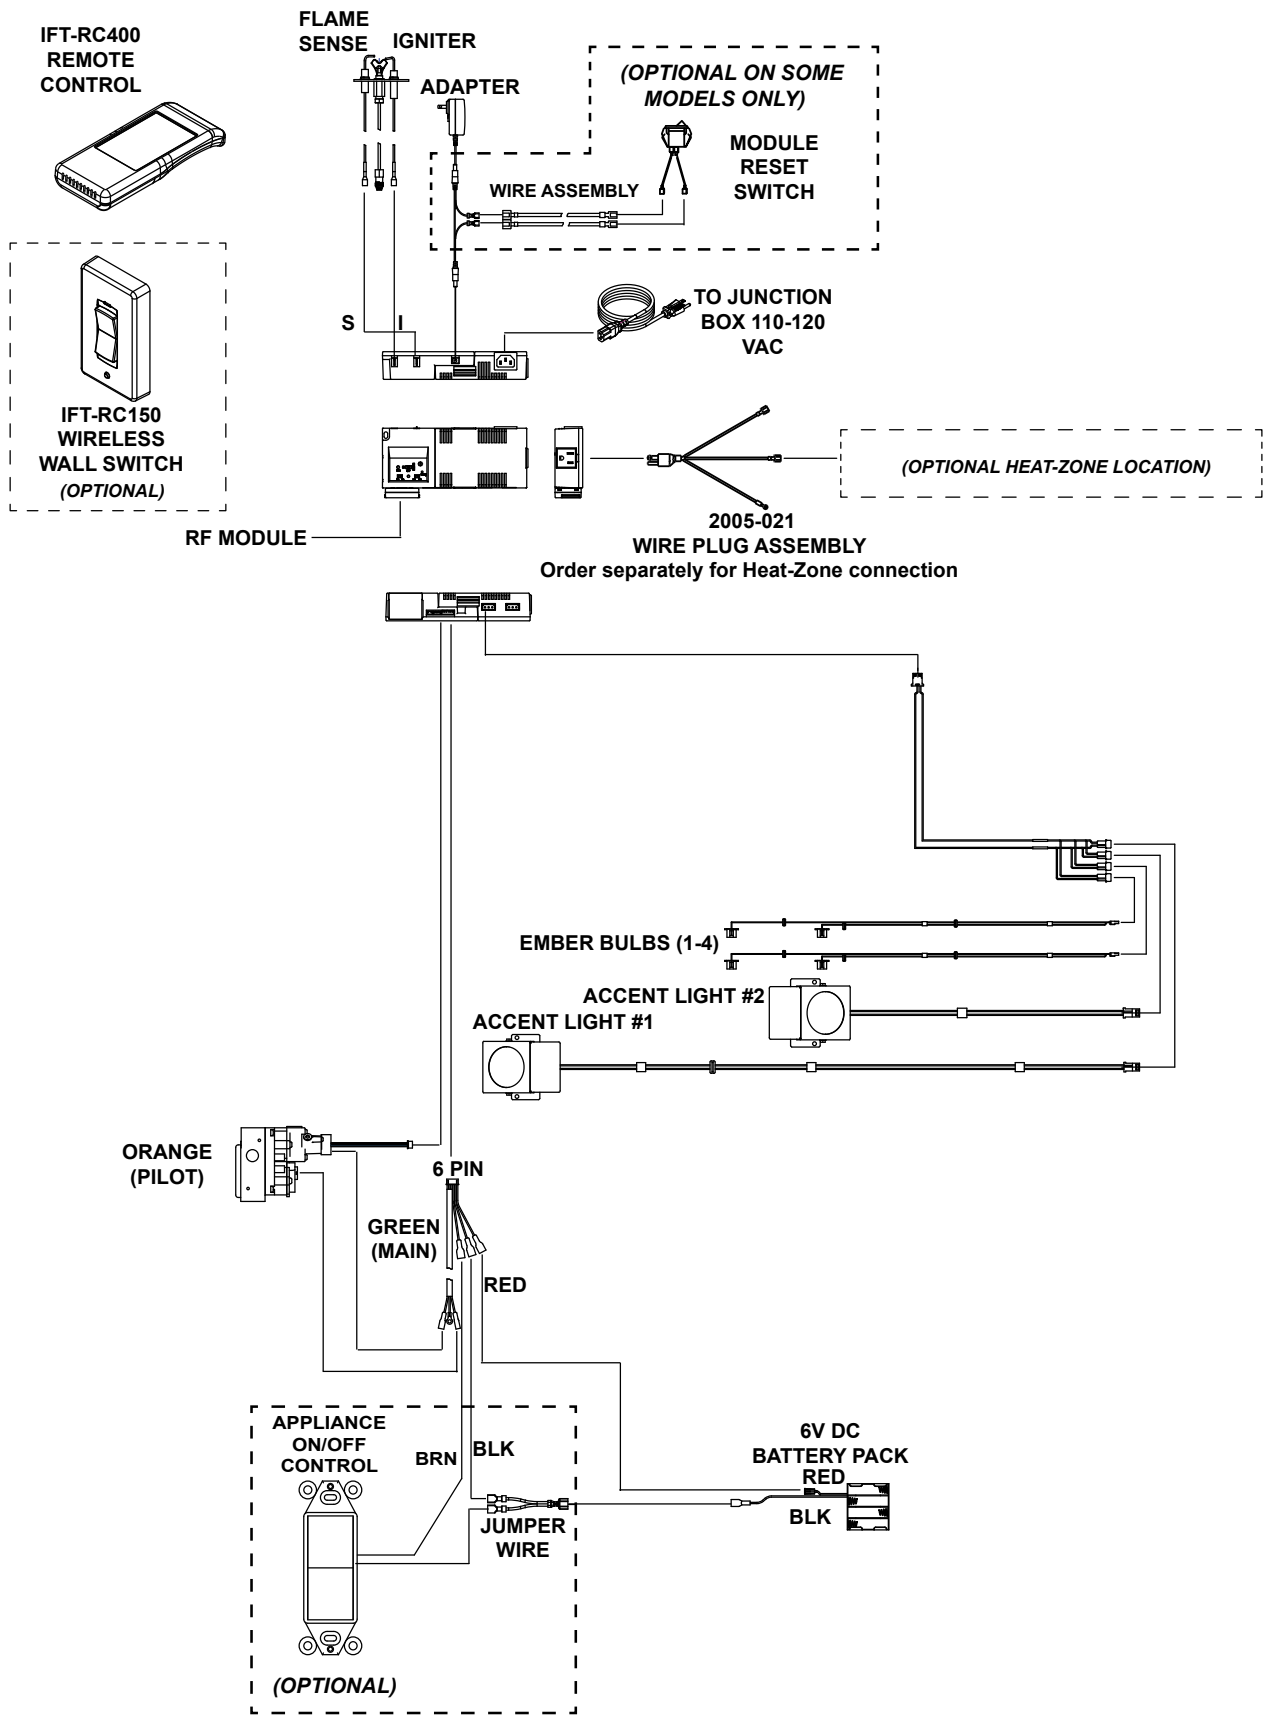 FLAME
SENSE
IGNITER
IFT-RC400
REMOTE
CONTROL
ADAPTER
(OPTIONAL ON SOME
MODELS ONLY)
MODULE
RESET
SWITCH
WIRE ASSEMBLY
S
I
TO JUNCTION
BOX 110-120
VAC
IFT-RC150
WIRELESS
WALL SWITCH
(OPTIONAL)
(OPTIONAL HEAT-ZONE LOCATION)
RF MODULE
2005-021
WIRE PLUG ASSEMBLY
Order separately for Heat-Zone connection
EMBER BULBS (1-4)
ACCENT LIGHT #2
ACCENT LIGHT #1
ORANGE
(PILOT)
6 PIN
GREEN
(MAIN)
RED
APPLIANCE
ON/OFF
CONTROL
BRN
BLK
6V DC
BATTERY PACK
RED
BLK
JUMPER
WIRE
(OPTIONAL)